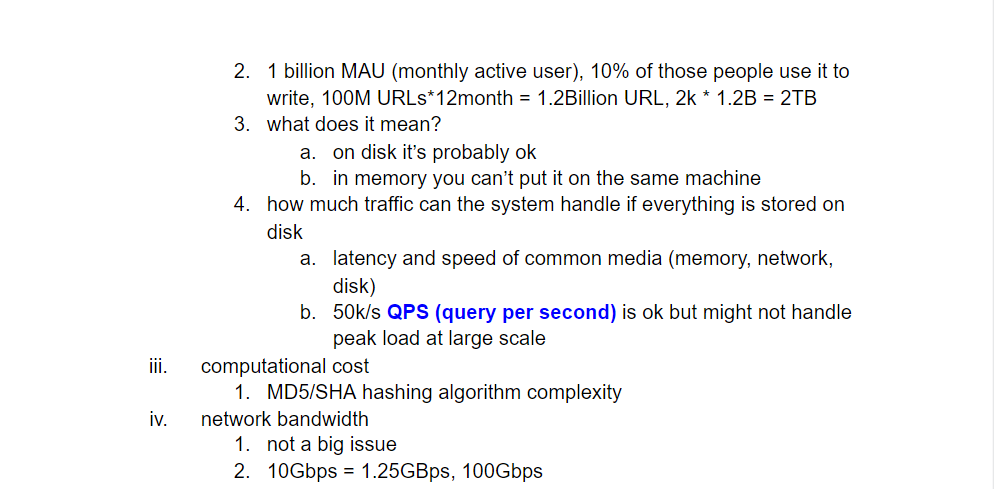 2. 1 billion MAU (monthly active user), 10% of those people use it to
write, 100M URLs*12month = 1.2Billion URL, 2k * 1.2B = 2TB
3. what does it mean?
a. on disk it’s probably ok
b. in memory you can’t put it on the same machine
4. how much traffic can the system handle if everything is stored on
disk
a. latency and speed of common media (memory, network,
disk)
b. 50k/s QPS (query per second) is ok but might not handle
peak load at large scale
iii. computational cost
1. MD5/SHA hashing algorithm complexity
iv. network bandwidth
1. not a big issue
2. 10Gbps = 1.25GBps, 100Gbps